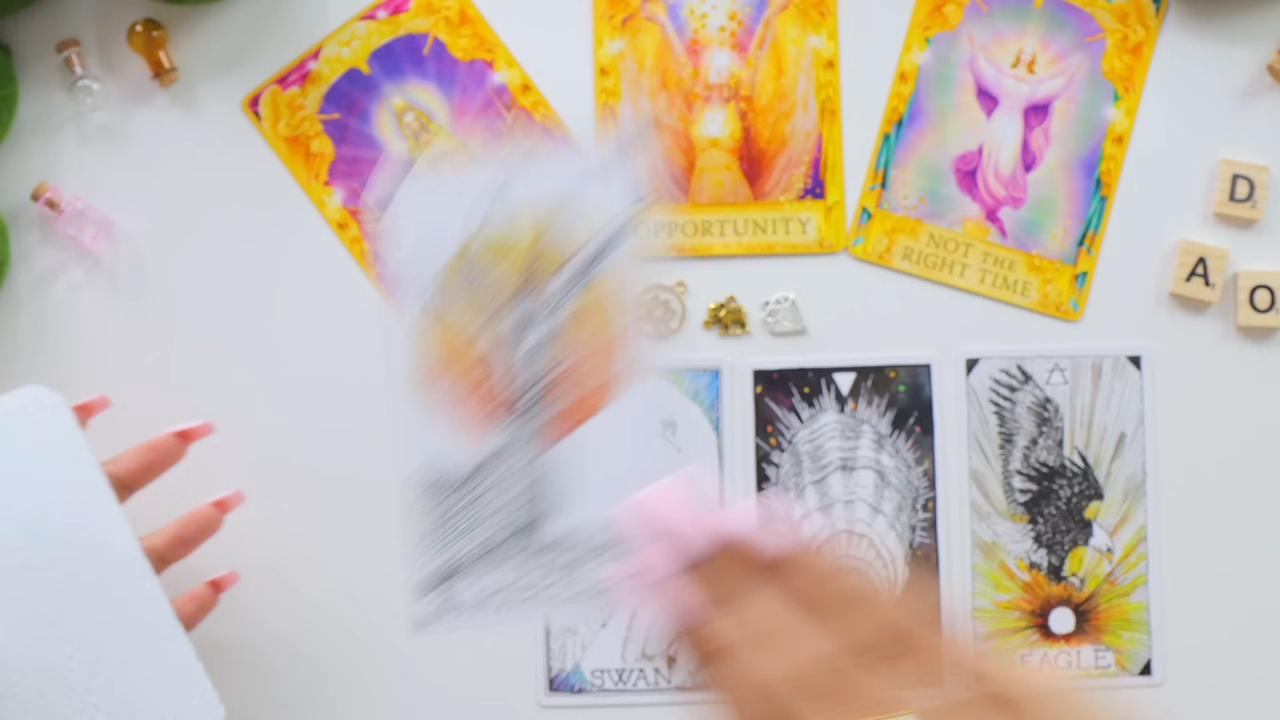 OPPORTUNITY
NOT THE
RIGHT TIME
D
A
O
SWAN
EAGLE